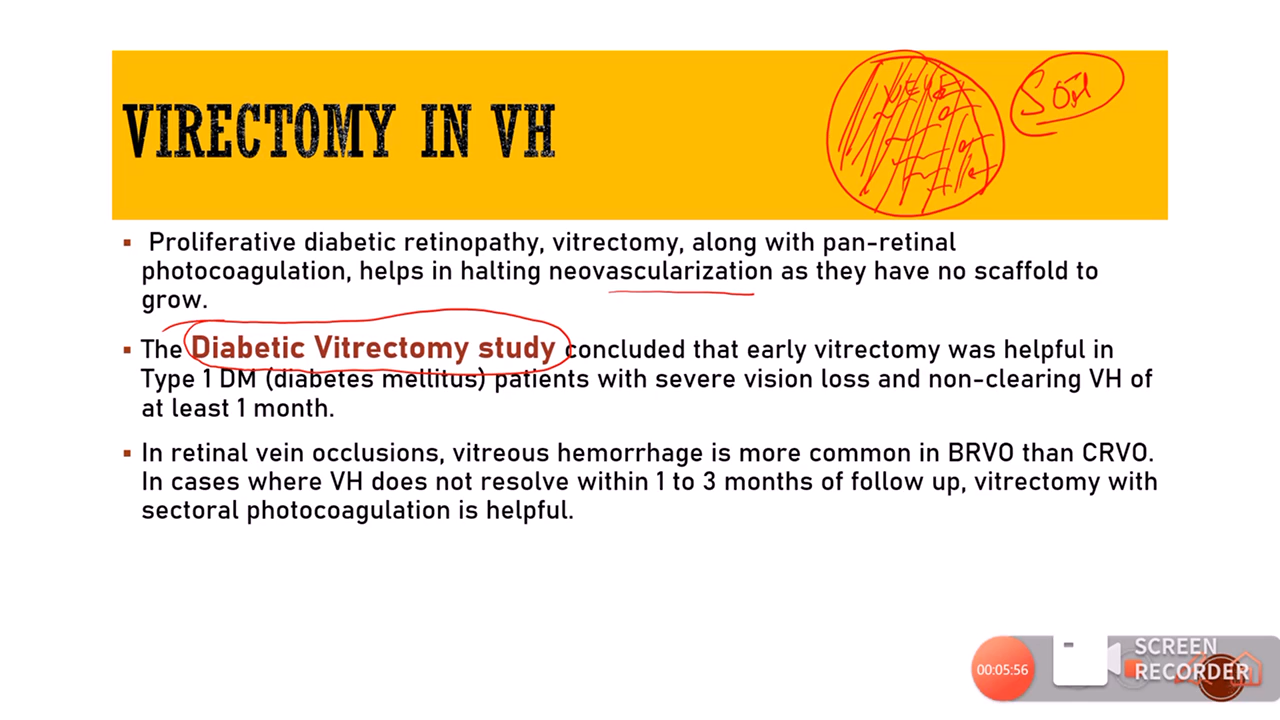 VIRECTOMY IN VH
▪ Proliferative diabetic retinopathy, vitrectomy, along with pan-retinal
photocoagulation, helps in halting neovascularization as they have no scaffold to
grow.
▪ The Diabetic Vitrectomy study concluded that early vitrectomy was helpful in
Type 1 DM (diabetes mellitus) patients with severe vision loss and non-clearing VH of
at least 1 month.
▪ In retinal vein occlusions, vitreous hemorrhage is more common in BRVO than CRVO.
In cases where VH does not resolve within 1 to 3 months of follow up, vitrectomy with
sectoral photocoagulation is helpful.
00:05:56
SCREEN
RECORDER